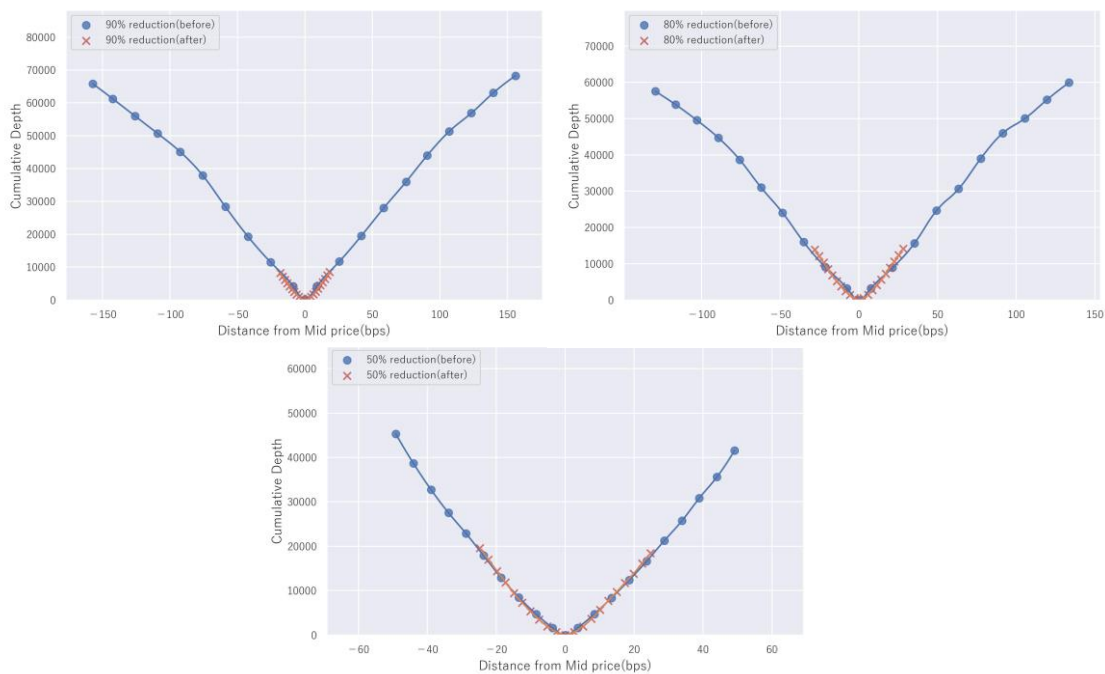 90% reduction(before)
90% reduction(after)
80000
70000
60000
50000
40000
30000
20000
10000
0
Cumulative Depth
−150 −100 −50 0 50 100 150
Distance from Mid price(bps)
80% reduction(before)
80% reduction(after)
70000
60000
50000
40000
30000
20000
10000
0
Cumulative Depth
−100 −50 0 50 100 150
Distance from Mid price(bps)
50% reduction(before)
50% reduction(after)
60000
50000
40000
30000
20000
10000
0
Cumulative Depth
−60 −40 −20 0 20 40 60
Distance from Mid price(bps)